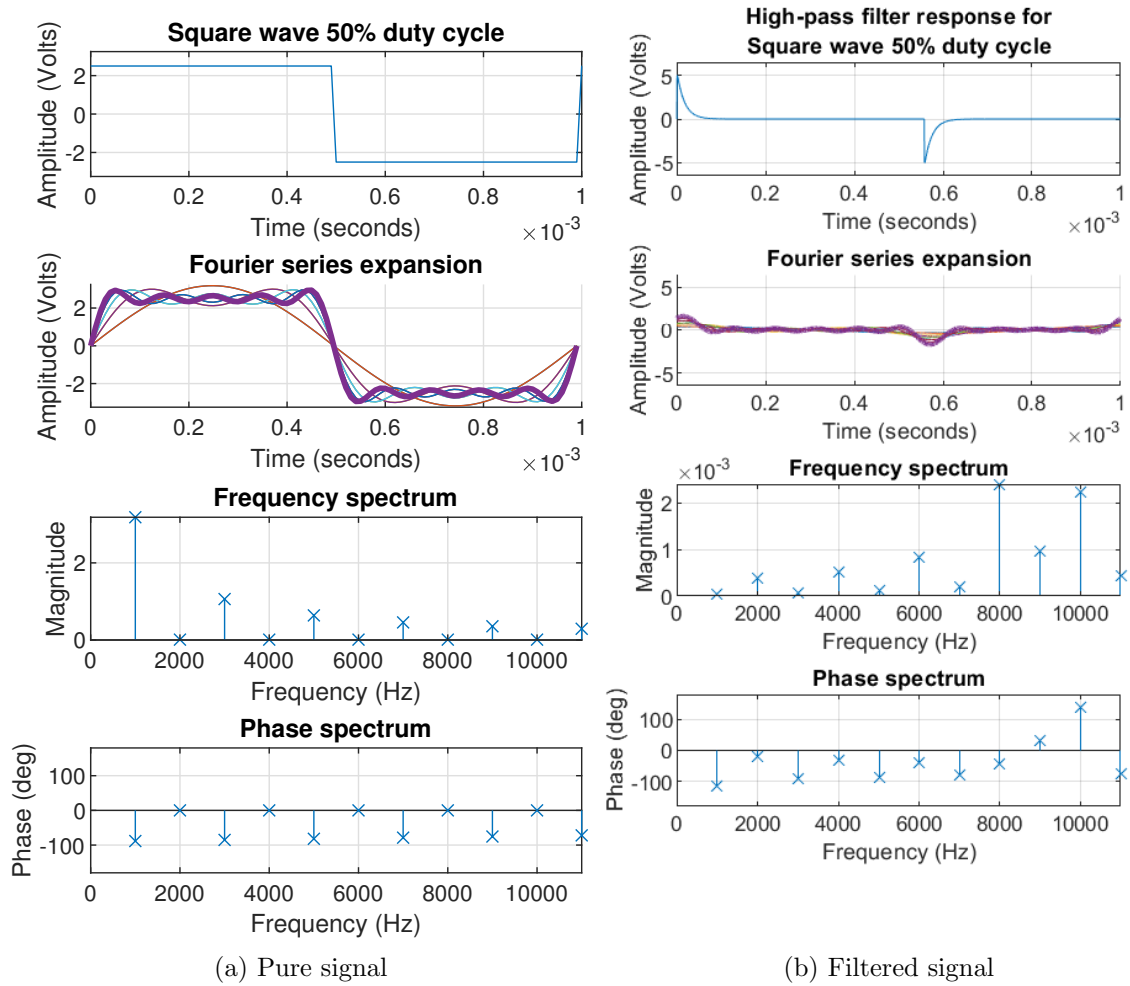 Square wave 50% duty cycle
Amplitude (Volts)
2
0
-2
0 0.2 0.4 0.6 0.8 1
Time (seconds)
×10⁻³
Fourier series expansion
Amplitude (Volts)
2
0
-2
0 0.2 0.4 0.6 0.8 1
Time (seconds)
×10⁻³
Frequency spectrum
Magnitude
2
0
0 2000 4000 6000 8000 10000
Frequency (Hz)
Phase spectrum
Phase (deg)
100
0
-100
0 2000 4000 6000 8000 10000
Frequency (Hz)
(a) Pure signal
High-pass filter response for
Square wave 50% duty cycle
Amplitude (Volts)
5
0
-5
0 0.2 0.4 0.6 0.8 1
Time (seconds)
×10⁻³
Fourier series expansion
Amplitude (Volts)
5
0
-5
0 0.2 0.4 0.6 0.8 1
Time (seconds)
×10⁻³
×10⁻³
Frequency spectrum
Magnitude
2
1
0
0 2000 4000 6000 8000 10000
Frequency (Hz)
Phase spectrum
Phase (deg)
100
0
-100
0 2000 4000 6000 8000 10000
Frequency (Hz)
(b) Filtered signal